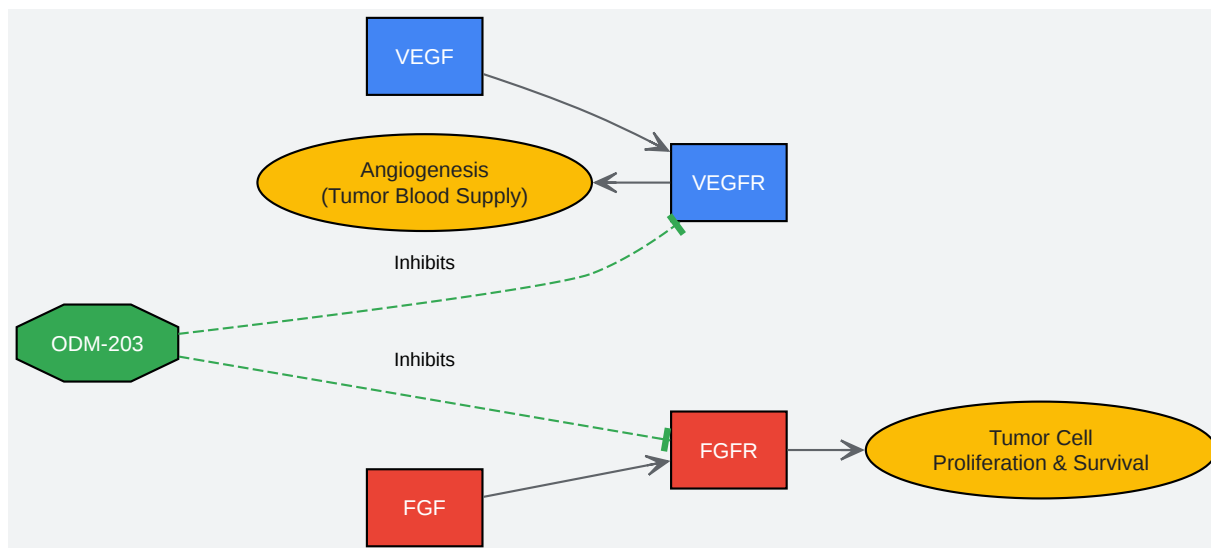 VEGF
Angiogenesis
(Tumor Blood Supply)
VEGFR
Inhibits
ODM-203
Inhibits
FGFR
Tumor Cell
Proliferation & Survival
FGF